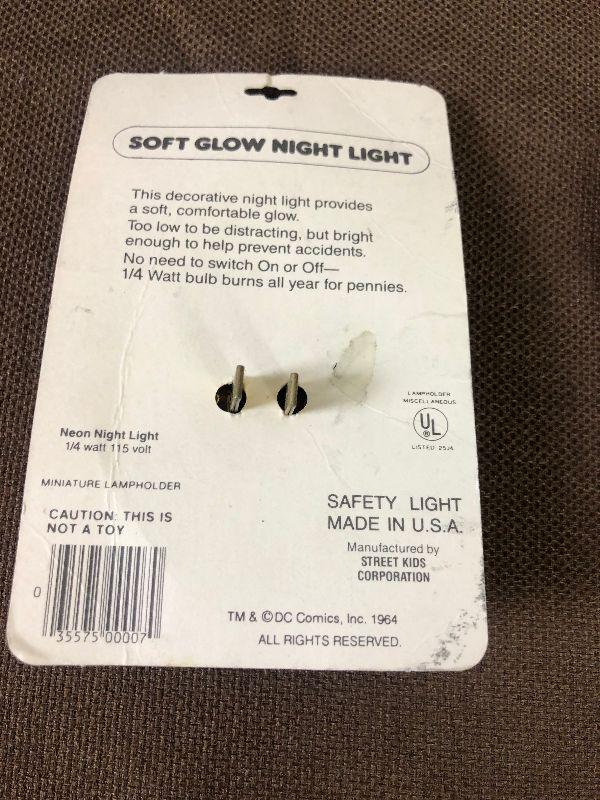 SOFT GLOW NIGHT LIGHT
This decorative night light provides
a soft, comfortable glow.
Too low to be distracting, but bright
enough to help prevent accidents.
No need to switch On or Off—
1/4 Watt bulb burns all year for pennies.
LAMPHOLDER
MISCELLANEOUS
UL
®
LISTED 25J4
Neon Night Light
1/4 watt 115 volt
MINIATURE LAMPHOLDER
CAUTION: THIS IS
NOT A TOY
SAFETY LIGHT
MADE IN U.S.A.
Manufactured by
STREET KIDS
CORPORATION
0 35575 00007
TM & © DC Comics, Inc. 1964
ALL RIGHTS RESERVED.